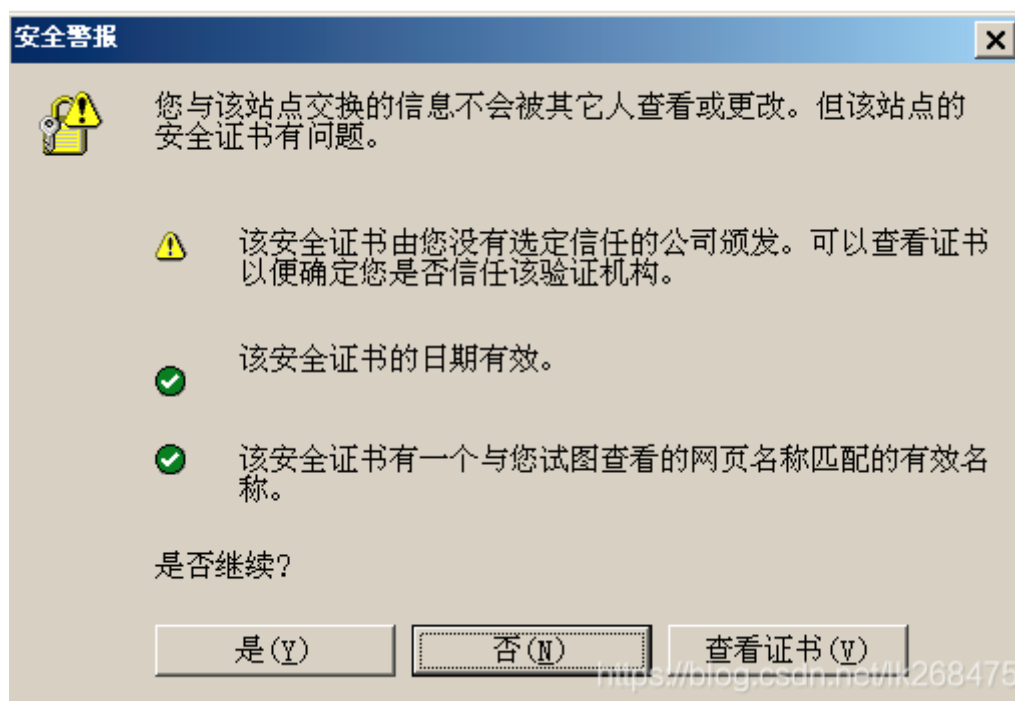 安全警报
您与该站点交换的信息不会被其它人查看或更改。但该站点的
安全证书有问题。
该安全证书由您没有选定信任的公司颁发。可以查看证书
以便确定您是否信任该验证机构。
该安全证书的日期有效。
该安全证书有一个与您试图查看的网页名称匹配的有效名
称。
是否继续?
是(Y)
否(N)
查看证书(V)
https://blog.csdn.net/lk268475